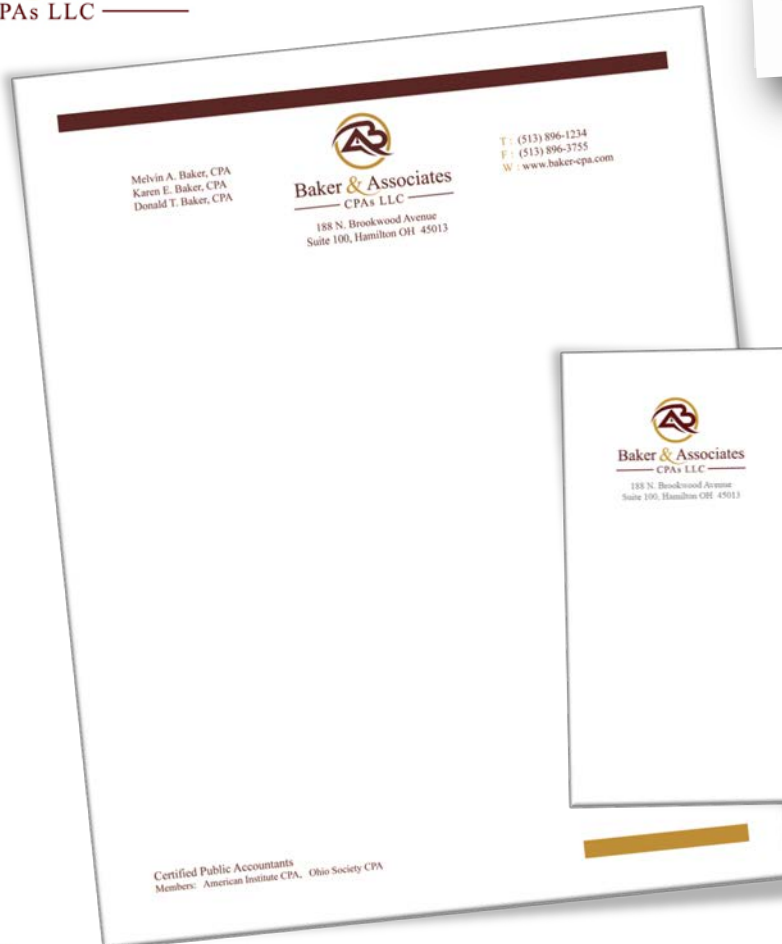 PAs LLC
Melvin A. Baker, CPA
Karen E. Baker, CPA
Donald T. Baker, CPA
AB
Baker & Associates
CPAs LLC
188 N. Brookwood Avenue
Suite 100, Hamilton OH 45013
T : (513) 896-1234
F : (513) 896-3755
W : www.baker-cpa.com
AB
Baker & Associates
CPAs LLC
188 N. Brookwood Avenue
Suite 100, Hamilton OH 45013
Certified Public Accountants
Members: American Institute CPA, Ohio Society CPA